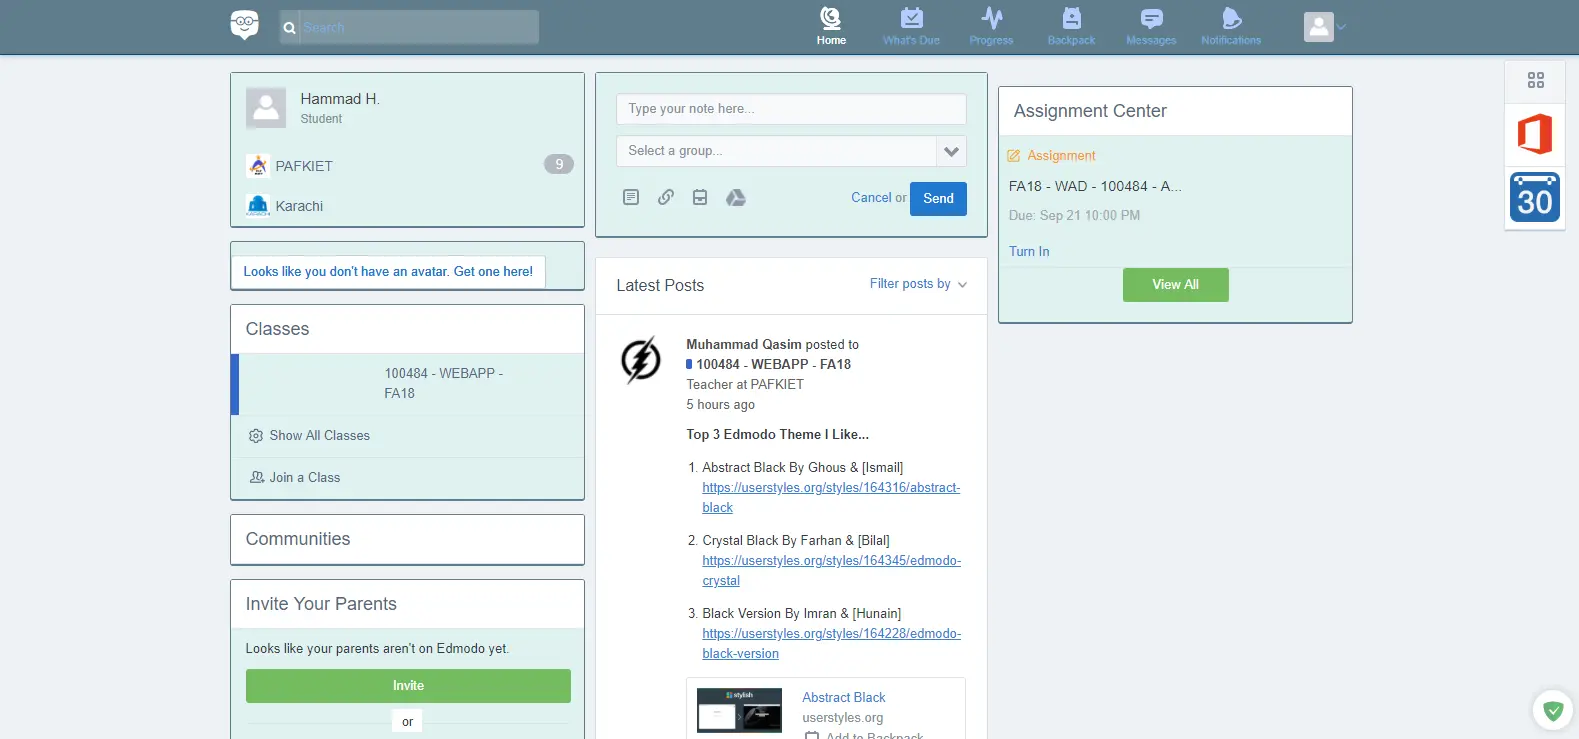 Search
Home
What's Due
Progress
Backpack
Messages
Notifications
Hammad H.
Student
PAFKIET
9
KARACHI
Karachi
Looks like you don't have an avatar. Get one here!
Classes
100484 - WEBAPP -
FA18
Show All Classes
Join a Class
Communities
Invite Your Parents
Looks like your parents aren't on Edmodo yet.
Invite
or
Type your note here...
Select a group...
Cancel or Send
Latest Posts
Filter posts by
Muhammad Qasim posted to
100484 - WEBAPP - FA18
Teacher at PAFKIET
5 hours ago
Top 3 Edmodo Theme I Like...
1. Abstract Black By Ghous & [Ismail]
https://userstyles.org/styles/164316/abstract-
black
2. Crystal Black By Farhan & [Bilal]
https://userstyles.org/styles/164345/edmodo-
crystal
3. Black Version By Imran & [Hunain]
https://userstyles.org/styles/164228/edmodo-
black-version
stylish
Abstract Black
userstyles.org
Add to Backpack
Assignment Center
Assignment
FA18 - WAD - 100484 - A...
Due: Sep 21 10:00 PM
Turn In
View All
30